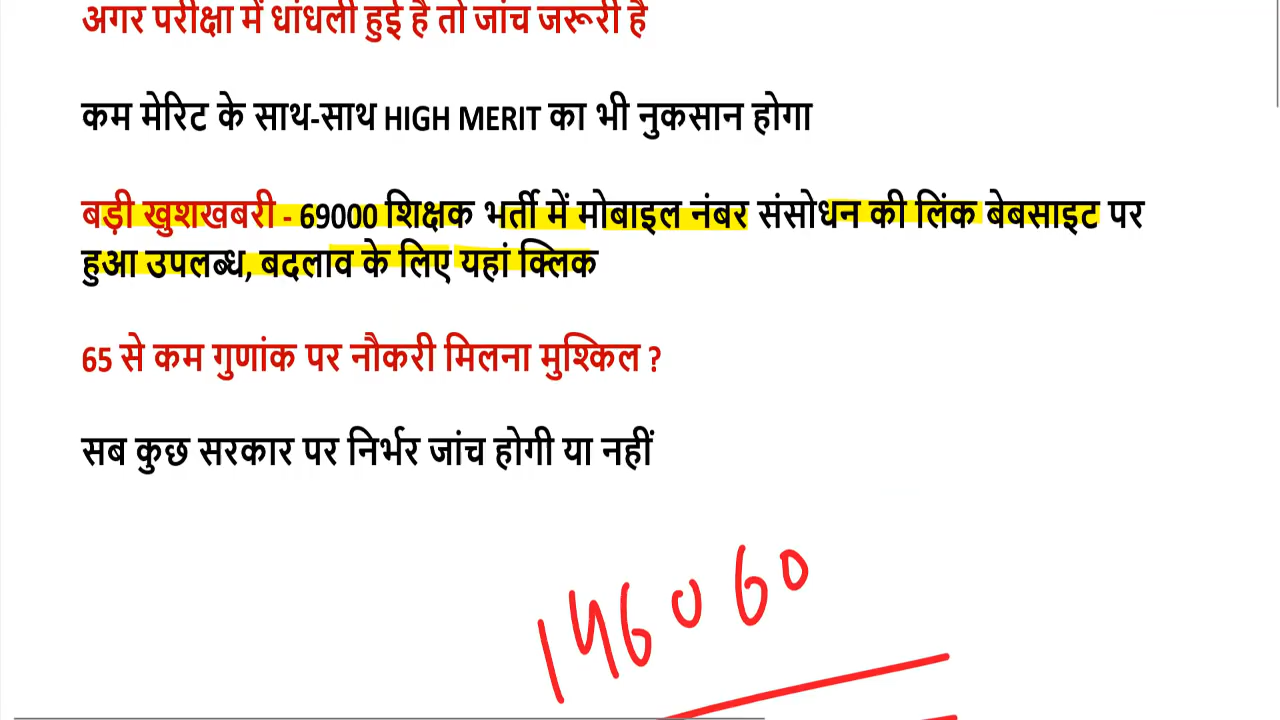 अगर परीक्षा में धांधली हुई है तो जांच जरूरी है
कम मेरिट के साथ-साथ HIGH MERIT का भी नुकसान होगा
बड़ी खुशखबरी - 69000 शिक्षक भर्ती में मोबाइल नंबर संसोधन की लिंक बेबसाइट पर
हुआ उपलब्ध, बदलाव के लिए यहां क्लिक
65 से कम गुणांक पर नौकरी मिलना मुश्किल ?
सब कुछ सरकार पर निर्भर जांच होगी या नहीं
146060